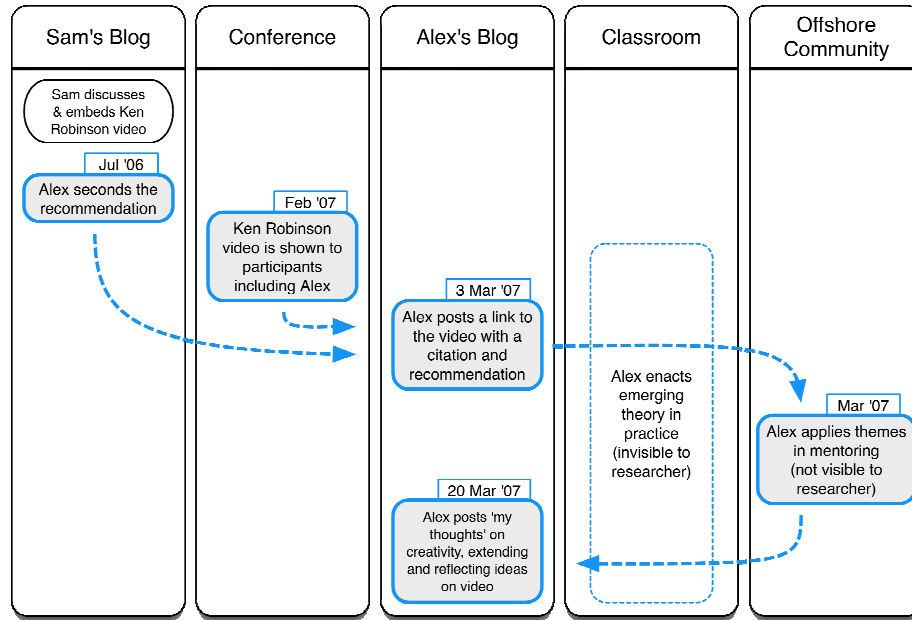 Sam's Blog
Conference
Alex's Blog
Classroom
Offshore
Community
Sam discusses
& embeds Ken
Robinson video
Jul '06
Alex seconds the
recommendation
Feb '07
Ken Robinson
video is shown to
participants
including Alex
3 Mar '07
Alex posts a link to
the video with a
citation and
recommendation
20 Mar '07
Alex posts 'my
thoughts' on
creativity, extending
and reflecting ideas
on video
Alex enacts
emerging
theory in
practice
(invisible to
researcher)
Mar '07
Alex applies themes
in mentoring
(not visible to
researcher)